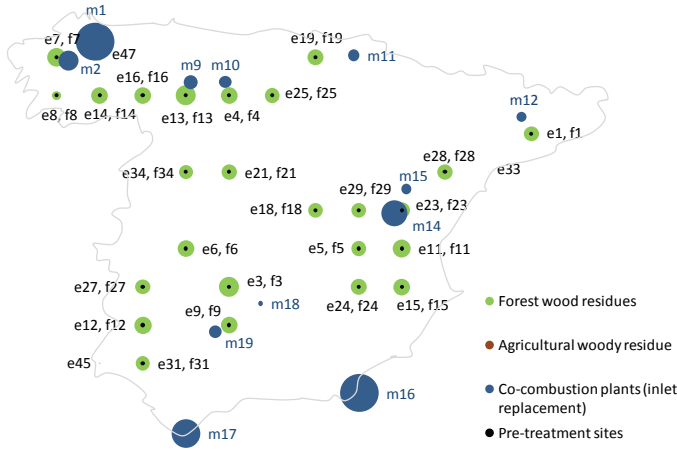 m1
e7, f7
e19, f19
e47
m11
m2
m9
m10
e16, f16
e8, f8
e14, f14
e13, f13
e4, f4
e25, f25
m12
e1, f1
e28, f28
e34, f34
e21, f21
m15
e33
e29, f29
e18, f18
e23, f23
m14
e6, f6
e5, f5
e11, f11
e27, f27
e3, f3
e9, f9
m18
e24, f24
e15, f15
Forest wood residues
e12, f12
m19
Agricultural woody residue
e45
e31, f31
m16
Co-combustion plants (inlet
replacement)
m17
Pre-treatment sites